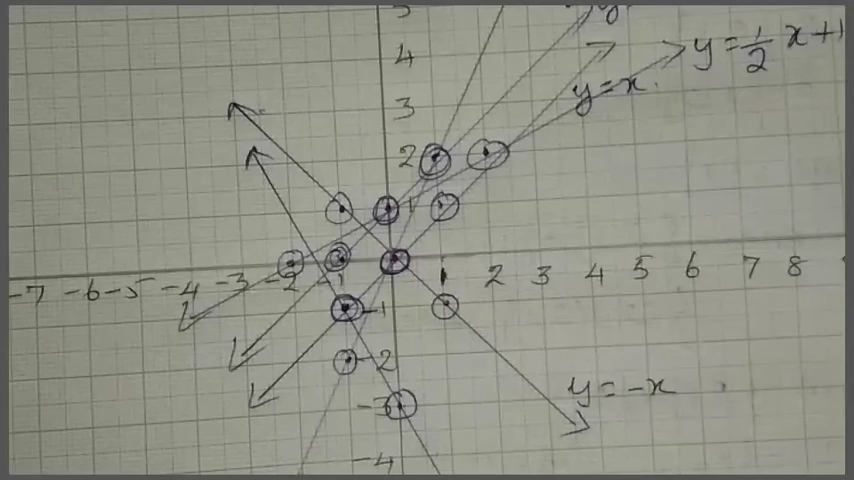 5
4
y = 1/2 x + 1
y = x.
3
2
1
-7 -6 -5 -4 -3 -2 -1 1 2 3 4 5 6 7 8
-1
-2
y = -x
-3
-4